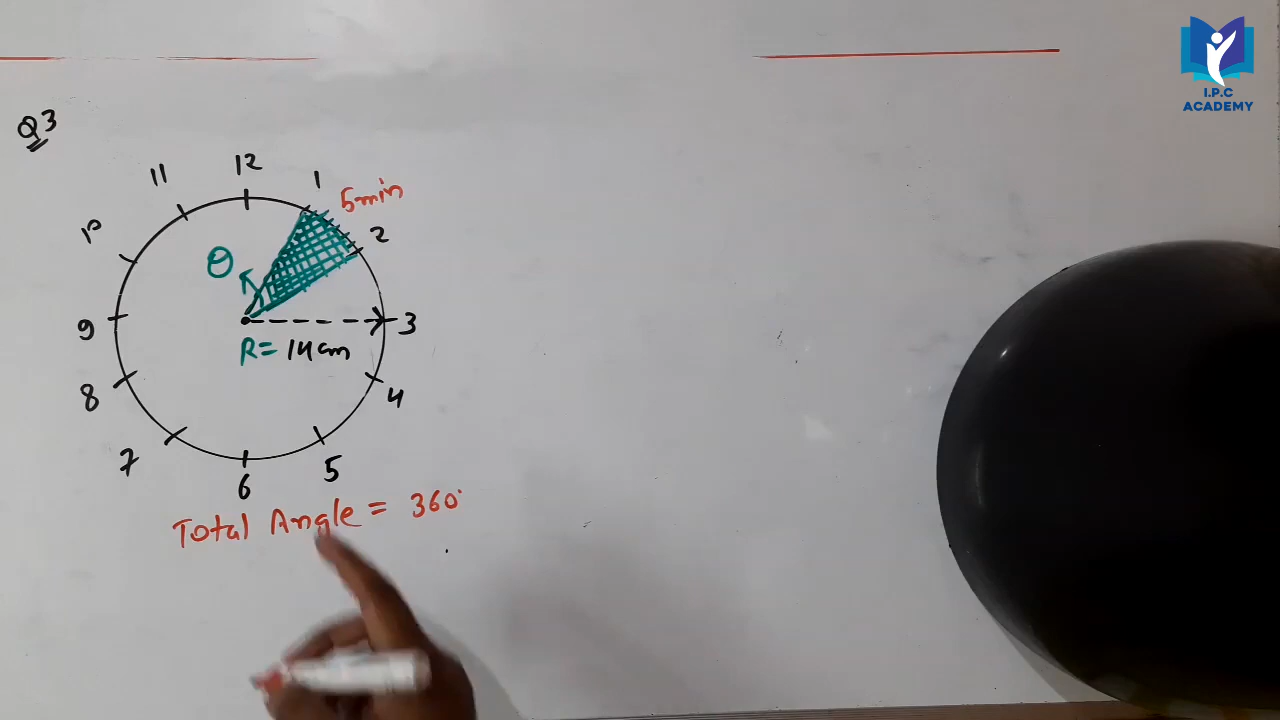 Q3
12
11
1
5min
10
2
θ
9
3
R= 14cm
8
4
7
5
6
Total Angle = 360°
I.P.C
ACADEMY